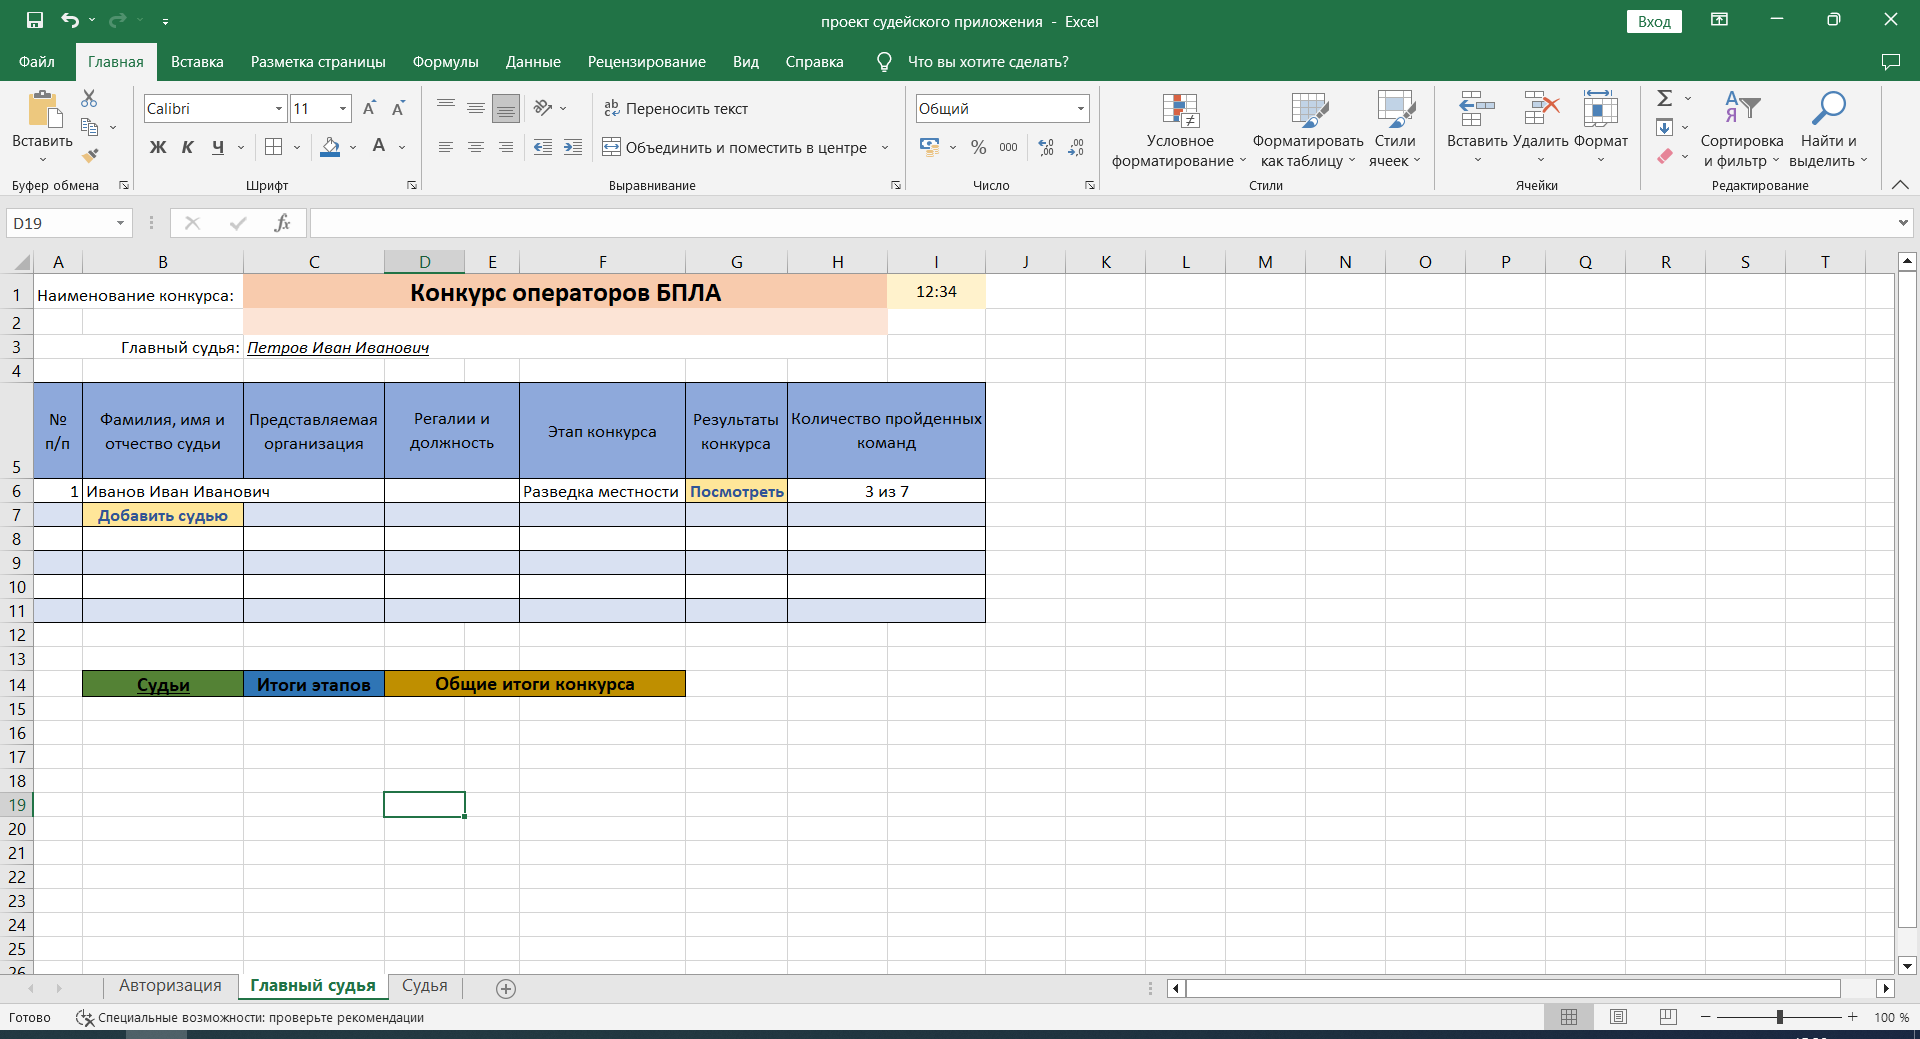 проект судейского приложения - Excel
Вход
Файл Главная Вставка Разметка страницы Формулы Данные Рецензирование Вид Справка Что вы хотите сделать?
Вставить
Буфер обмена
Calibri 11
Ж К Ч А
Шрифт
Переносить текст
Объединить и поместить в центре
Выравнивание
Общий
% 000
Число
Условное форматирование
Форматировать как таблицу
Стили ячеек
Стили
Вставить Удалить Формат
Ячейки
Сортировка и фильтр
Найти и выделить
Редактирование
D19 fx
A B C D E F G H I J K L M N O P Q R S T
1 Наименование конкурса: Конкурс операторов БПЛА 12:34
2
3 Главный судья: Петров Иван Иванович
4
5 № п/п Фамилия, имя и отчество судьи Представляемая организация Регалии и должность Этап конкурса Результаты конкурса Количество пройденных команд
6 1 Иванов Иван Иванович Разведка местности Посмотреть 3 из 7
7 Добавить судью
8
9
10
11
12
13
14 Судьи Итоги этапов Общие итоги конкурса
15
16
17
18
19
20
21
22
23
24
25
26
Авторизация Главный судья Судья
Готово Специальные возможности: проверьте рекомендации 100 %